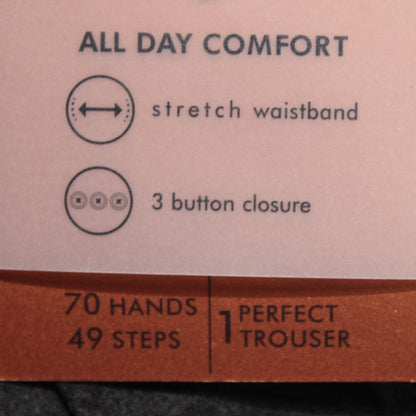 ALL DAY COMFORT
stretch waistband
3 button closure
70 HANDS
49 STEPS
1 PERFECT
TROUSER